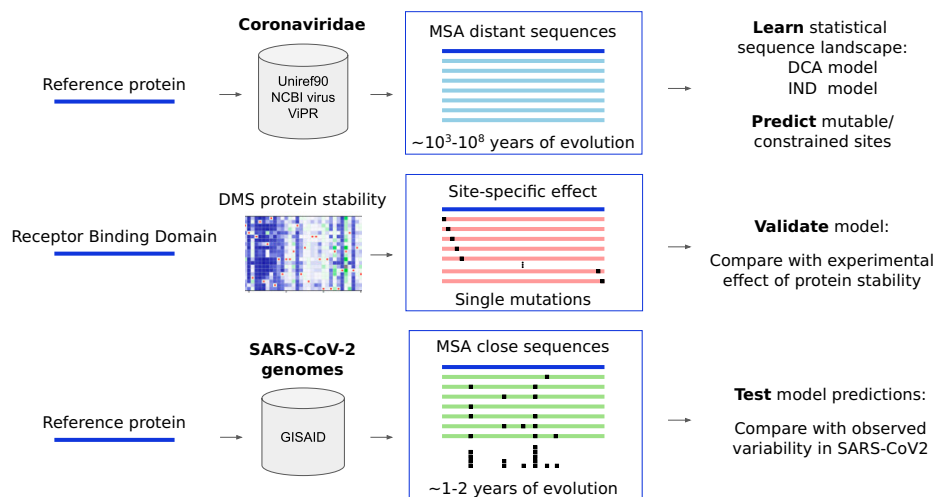 Coronaviridae
Reference protein
Uniref90
NCBI virus
ViPR
MSA distant sequences
~10³-10⁸ years of evolution
Learn statistical
sequence landscape:
DCA model
IND model
Predict mutable/
constrained sites
Receptor Binding Domain
DMS protein stability
Site-specific effect
Single mutations
Validate model:
Compare with experimental
effect of protein stability
Reference protein
SARS-CoV-2
genomes
GISAID
MSA close sequences
~1-2 years of evolution
Test model predictions:
Compare with observed
variability in SARS-CoV2